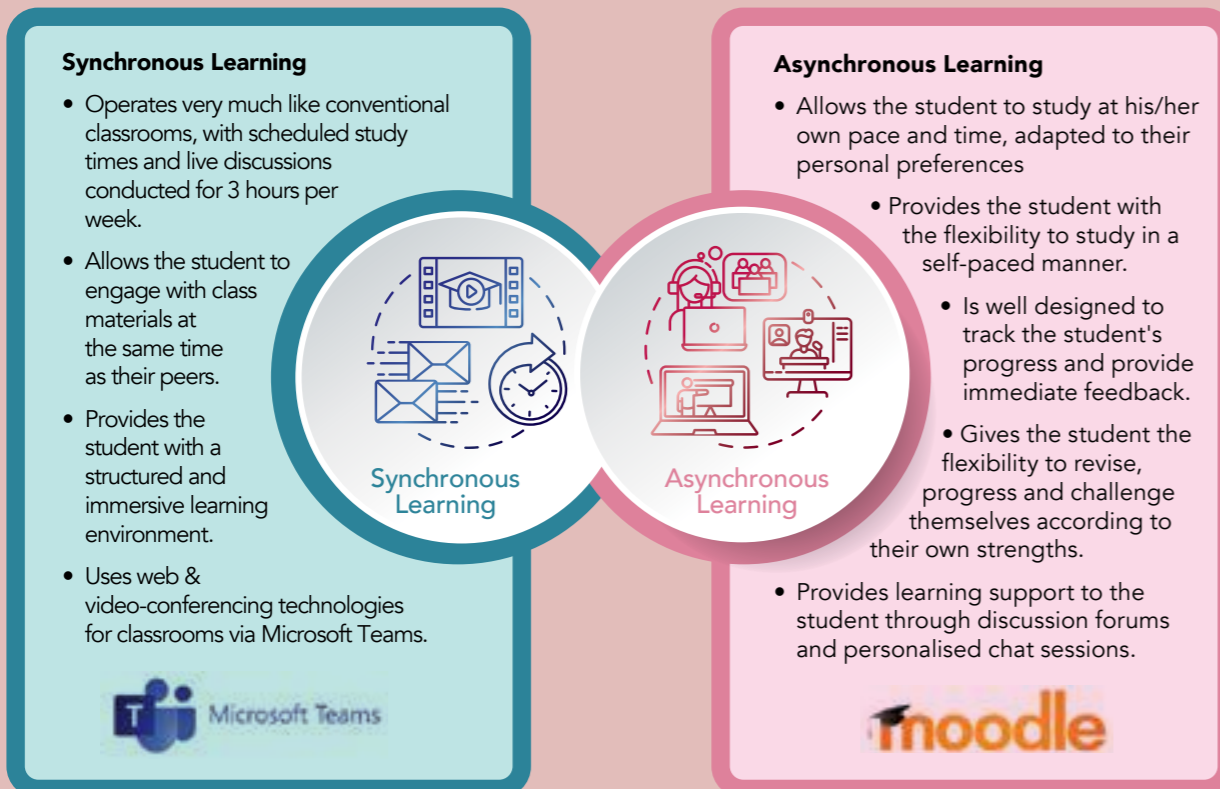 Synchronous Learning
• Operates very much like conventional
classrooms, with scheduled study
times and live discussions
conducted for 3 hours per
week.
• Allows the student to
engage with class
materials at
the same time
as their peers.
• Provides the
student with a
structured and
immersive learning
environment.
• Uses web &
video-conferencing technologies
for classrooms via Microsoft Teams.
T
Microsoft Teams
Synchronous
Learning
Asynchronous
Learning
Asynchronous Learning
• Allows the student to study at his/her
own pace and time, adapted to their
personal preferences
• Provides the student with
the flexibility to study in a
self-paced manner.
• Is well designed to
track the student's
progress and provide
immediate feedback.
• Gives the student the
flexibility to revise,
progress and challenge
themselves according to
their own strengths.
• Provides learning support to the
student through discussion forums
and personalised chat sessions.
moodle